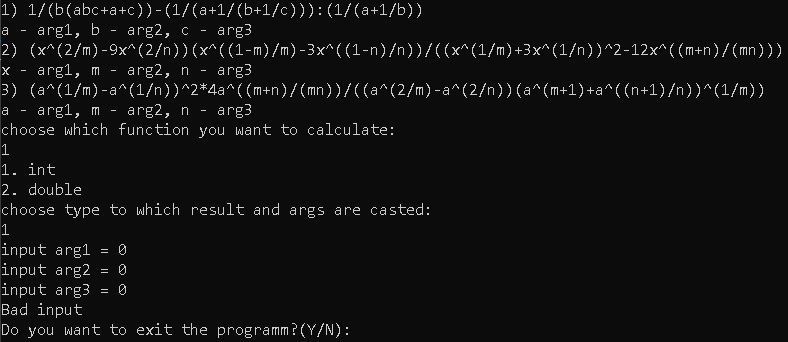 1) 1/(b(abc+a+c))-(1/(a+1/(b+1/c))):(1/(a+1/b))
a - arg1, b - arg2, c - arg3
2) (x^(2/m)-9x^(2/n))(x^((1-m)/m)-3x^((1-n)/n))/((x^(1/m)+3x^(1/n))^2-12x^((m+n)/(mn)))
x - arg1, m - arg2, n - arg3
3) (a^(1/m)-a^(1/n))^2*4a^((m+n)/(mn))/((a^(2/m)-a^(2/n))(a^(m+1)+a^((n+1)/n))^(1/m))
a - arg1, m - arg2, n - arg3
choose which function you want to calculate:
1
1. int
2. double
choose type to which result and args are casted:
1
input arg1 = 0
input arg2 = 0
input arg3 = 0
Bad input
Do you want to exit the programm?(Y/N):